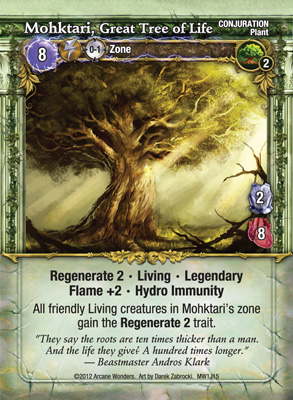 Mohktari, Great Tree of Life
CONJURATION
Plant
8
0-1 Zone
2
2
8
Regenerate 2 · Living · Legendary
Flame +2 · Hydro Immunity
All friendly Living creatures in Mohktari's zone
gain the Regenerate 2 trait.
"They say the roots are ten times thicker than a man.
And the life they give? A hundred times longer."
— Beastmaster Andros Klark
©2012 Arcane Wonders. Art by Darek Zabrocki. MW1J15